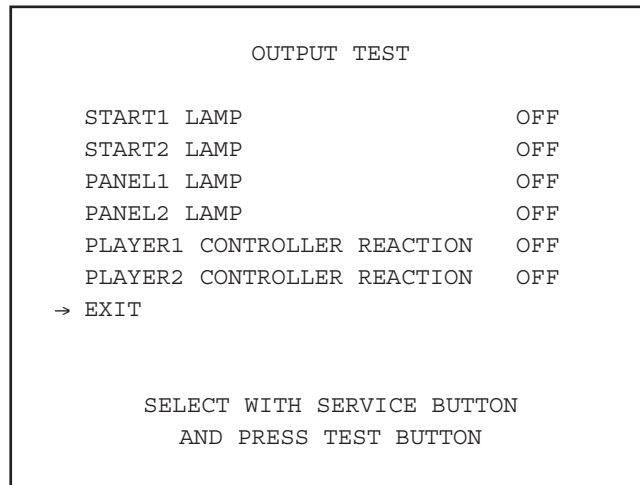 OUTPUT TEST
START1 LAMP OFF
START2 LAMP OFF
PANEL1 LAMP OFF
PANEL2 LAMP OFF
PLAYER1 CONTROLLER REACTION OFF
PLAYER2 CONTROLLER REACTION OFF
→ EXIT
SELECT WITH SERVICE BUTTON
AND PRESS TEST BUTTON